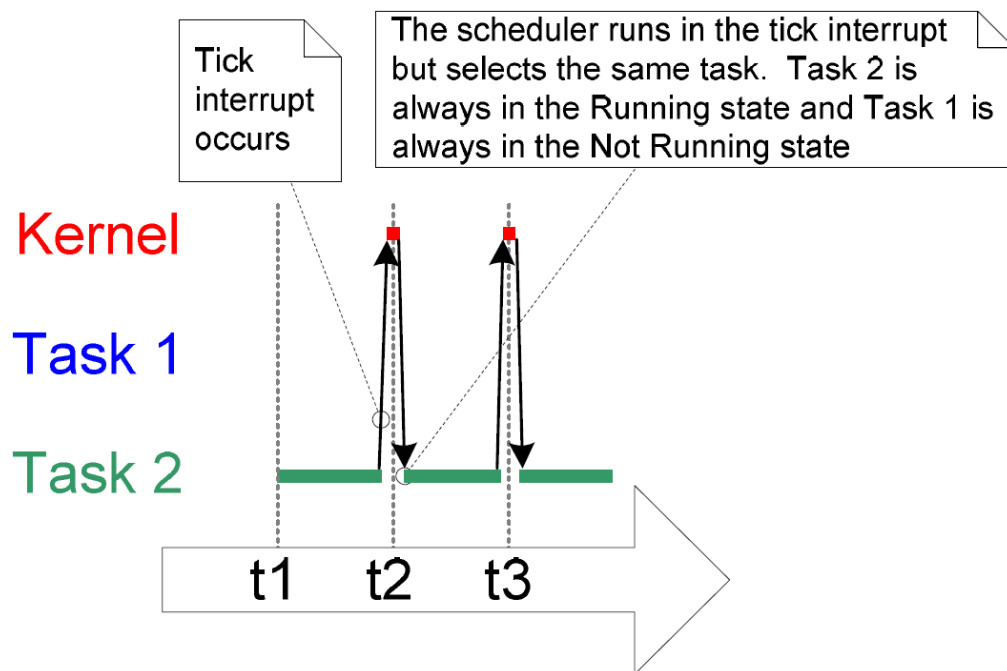 Tick
interrupt
occurs
The scheduler runs in the tick interrupt
but selects the same task. Task 2 is
always in the Running state and Task 1 is
always in the Not Running state
Kernel
Task 1
Task 2
t1
t2
t3